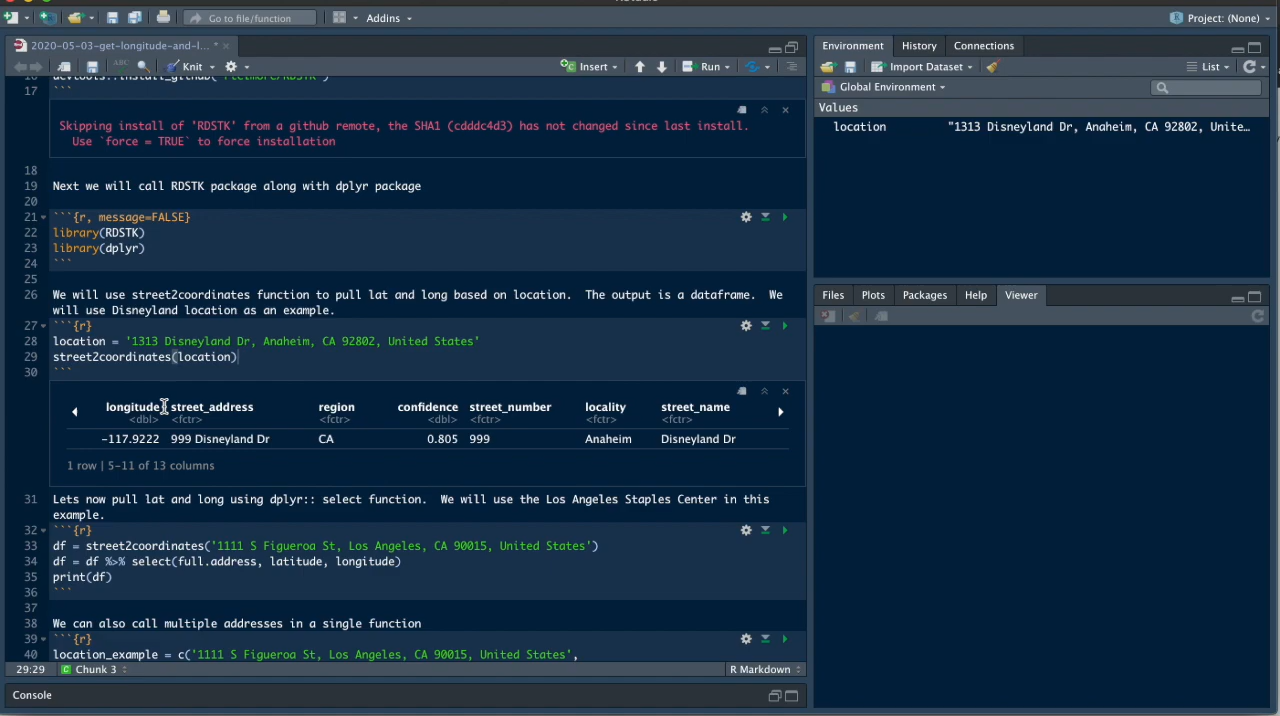 Go to file/function
Addins
Project: (None)
2020-05-03-get-longitude-and-l... *
ABC
Knit
Insert
Run
devtools::install_github(
17 ```
Skipping install of 'RDSTK' from a github remote, the SHA1 (cdddc4d3) has not changed since last install.
Use `force = TRUE` to force installation
18
19 Next we will call RDSTK package along with dplyr package
20
21 ```{r, message=FALSE}
22 library(RDSTK)
23 library(dplyr)
24 ```
25
26 We will use street2coordinates function to pull lat and long based on location.  The output is a dataframe.  We
will use Disneyland location as an example.
27 ```{r}
28 location = '1313 Disneyland Dr, Anaheim, CA 92802, United States'
29 street2coordinates(location)
30 ```
longitude street_address region confidence street_number locality street_name
<dbl> <fctr> <fctr> <dbl> <fctr> <fctr> <fctr>
-117.9222 999 Disneyland Dr CA 0.805 999 Anaheim Disneyland Dr
1 row | 5-11 of 13 columns
31 Lets now pull lat and long using dplyr:: select function.  We will use the Los Angeles Staples Center in this
example.
32 ```{r}
33 df = street2coordinates('1111 S Figueroa St, Los Angeles, CA 90015, United States')
34 df = df %>% select(full.address, latitude, longitude)
35 print(df)
36 ```
37
38 We can also call multiple addresses in a single function
39 ```{r}
40 location_example = c('1111 S Figueroa St, Los Angeles, CA 90015, United States',
29:29 Chunk 3 R Markdown
Console
Environment History Connections
Import Dataset List
Global Environment
Values
location "1313 Disneyland Dr, Anaheim, CA 92802, Unite...
Files Plots Packages Help Viewer